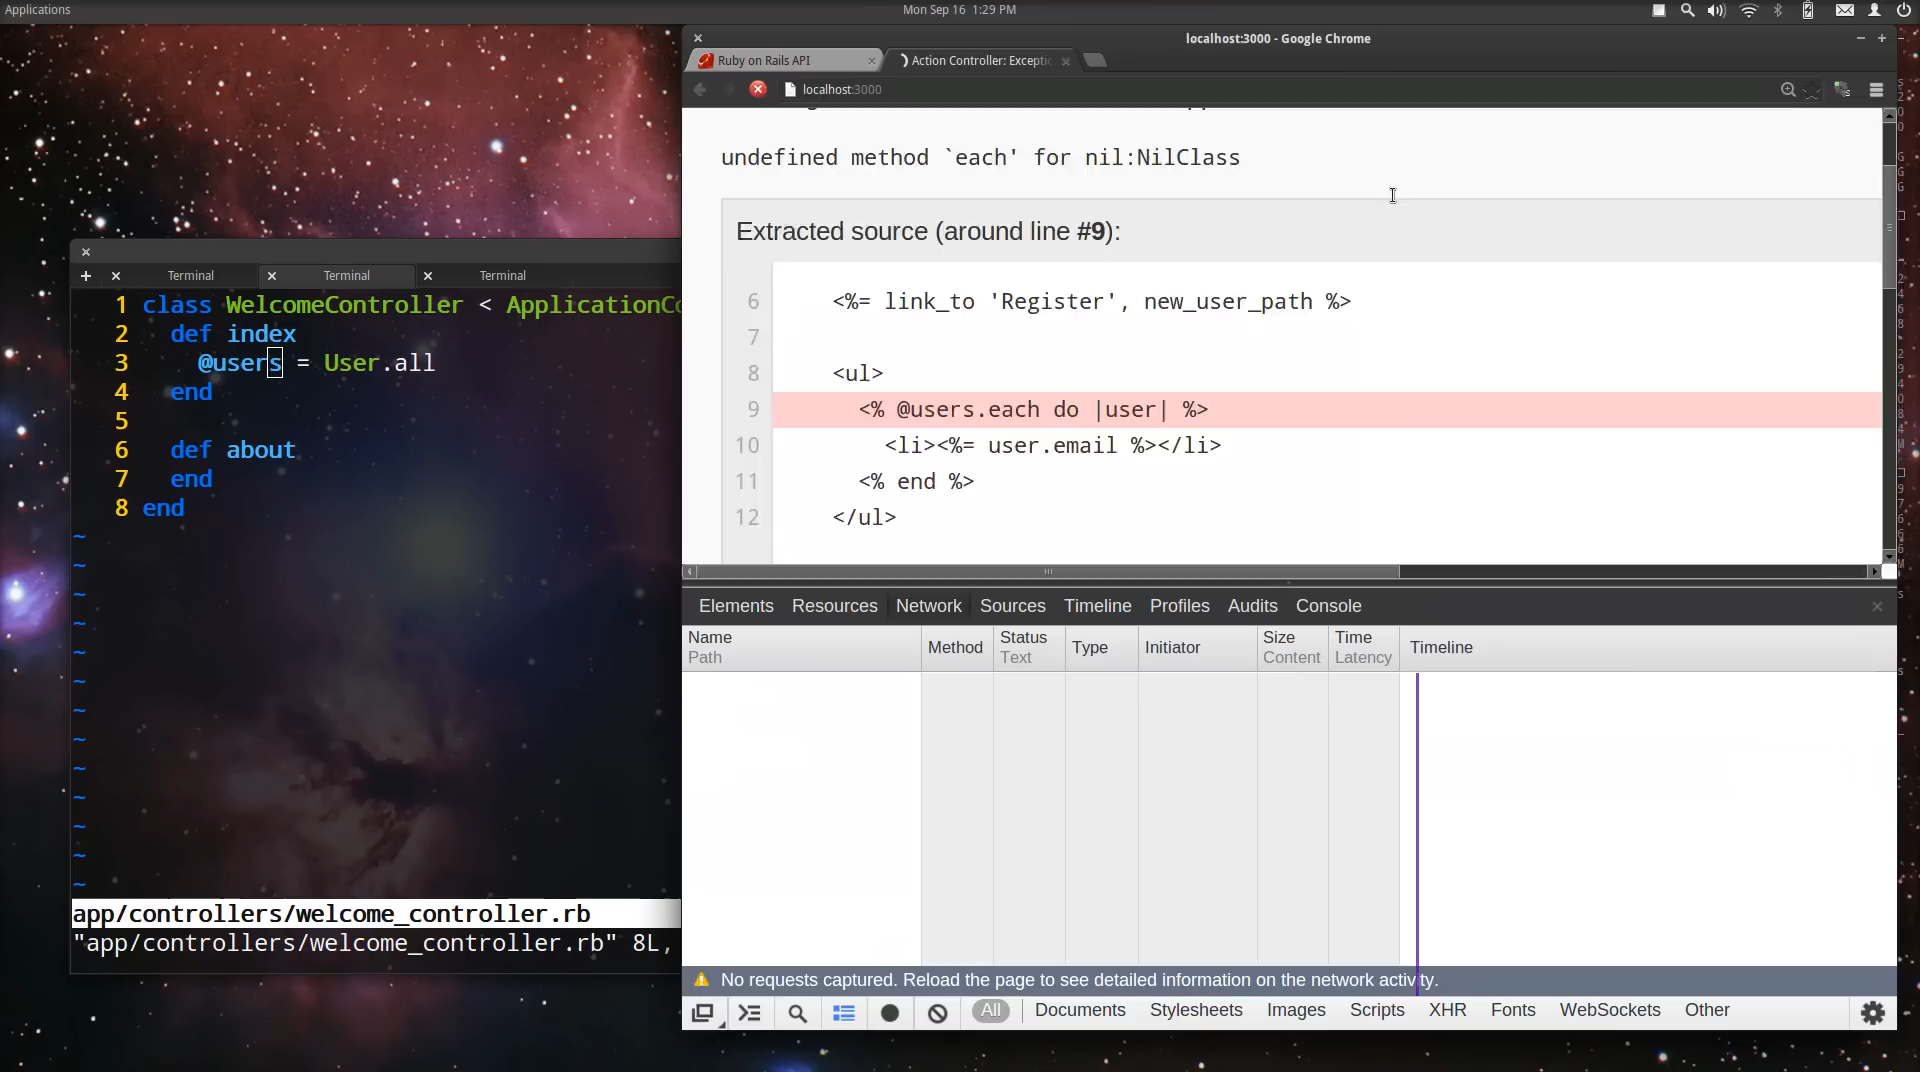 Applications
Mon Sep 16 1:29 PM
localhost:3000 - Google Chrome
Ruby on Rails API
Action Controller: Exceptio
localhost:3000
undefined method `each' for nil:NilClass
Extracted source (around line #9):
6 <%= link_to 'Register', new_user_path %>
7
8 <ul>
9 <% @users.each do |user| %>
10 <li><%= user.email %></li>
11 <% end %>
12 </ul>
Terminal
Terminal
Terminal
1 class WelcomeController < ApplicationCo
2 def index
3 @users = User.all
4 end
5
6 def about
7 end
8 end
~
~
~
~
~
~
~
~
~
~
~
~
~
app/controllers/welcome_controller.rb
"app/controllers/welcome_controller.rb" 8L,
Elements Resources Network Sources Timeline Profiles Audits Console
Name
Path
Method
Status
Text
Type
Initiator
Size
Content
Time
Latency
Timeline
No requests captured. Reload the page to see detailed information on the network activity.
All Documents Stylesheets Images Scripts XHR Fonts WebSockets Other